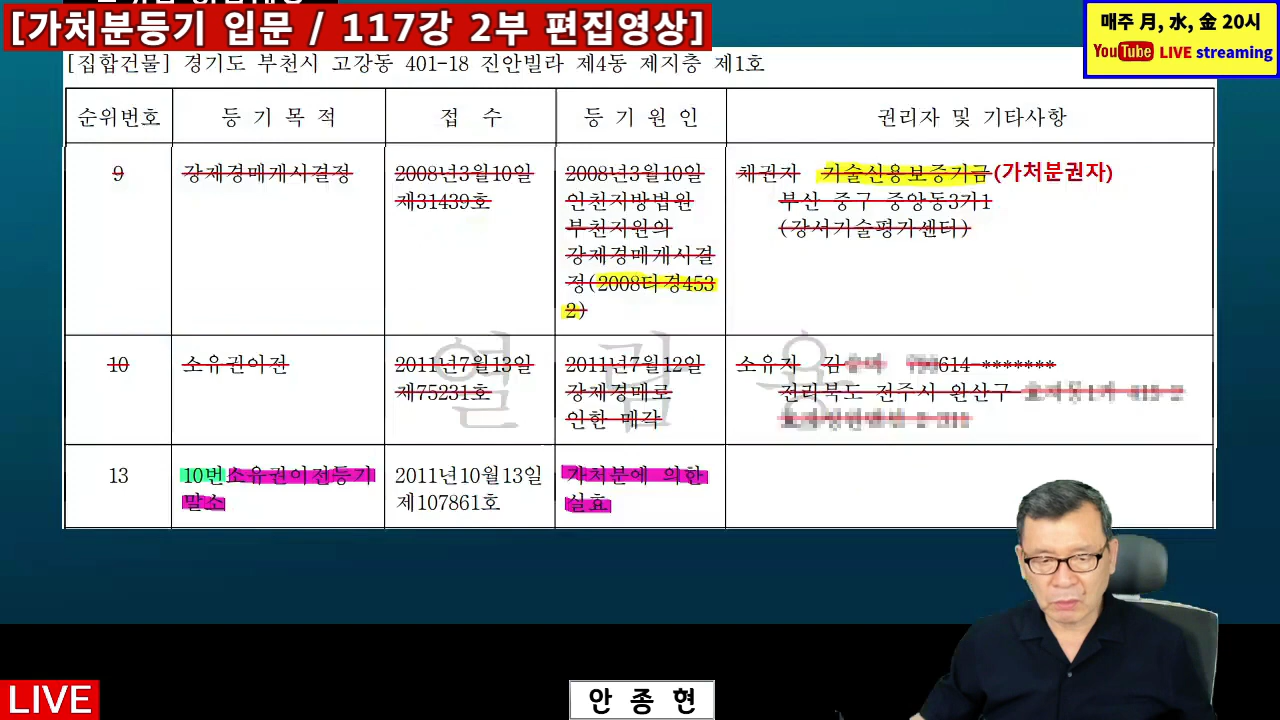 [가처분등기 입문 / 117강 2부 편집영상]
매주 月, 水, 金 20시
YouTube LIVE streaming
[집합건물] 경기도 부천시 고강동 401-18 진안빌라 제4동 제지층 제1호
순위번호 등 기 목 적 접 수 등 기 원 인 권리자 및 기타사항
9 강제경매개시결정 2008년3월10일 2008년3월10일 채권자 기술신용보증기금(가처분권자)
제31439호 인천지방법원 부산 중구 중앙동3가1
부천지원의 (강서기술평가센터)
강제경매개시결
정(2008타경453
2)
10 소유권이전 2011년7월13일 2011년7월12일 소유자 김 614-*******
제75231호 강제경매로 전라북도 전주시 완산구
인한 매각
열람용
13 10번소유권이전등기 2011년10월13일 가처분에 의한
말소 제107861호 실효
LIVE
안 종 현